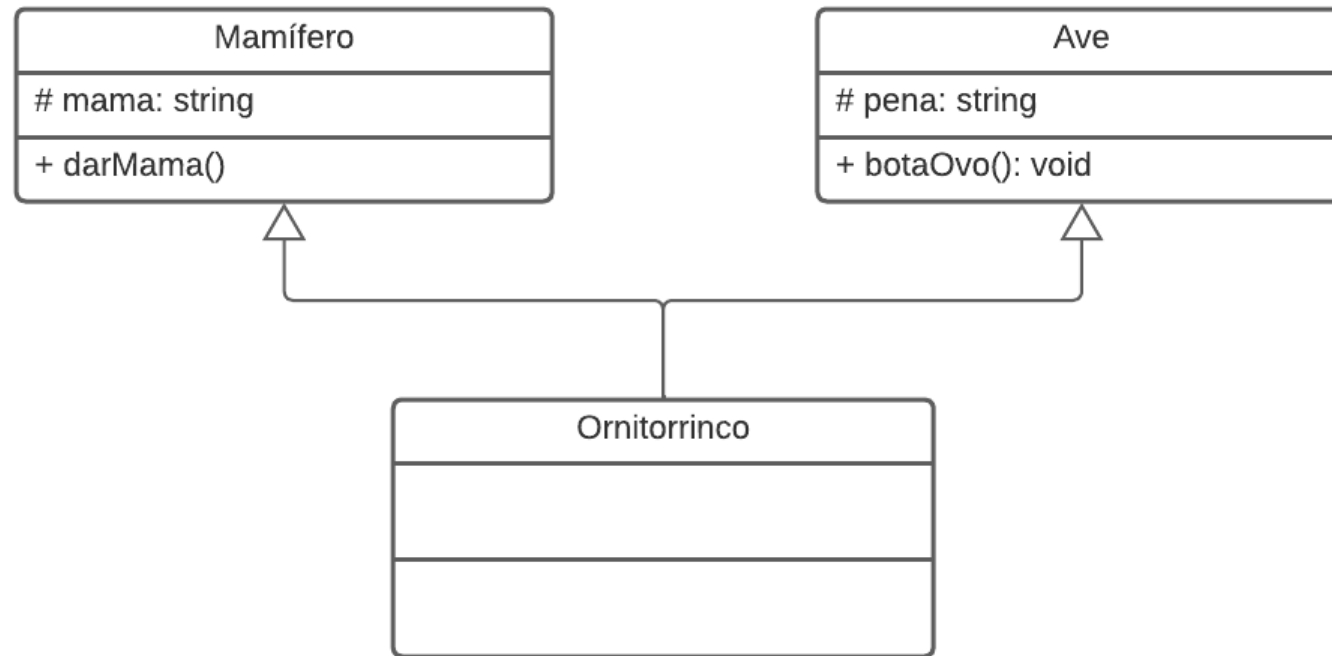 Mamífero
# mama: string
+ darMama()
Ave
# pena: string
+ botaOvo(): void
Ornitorrinco